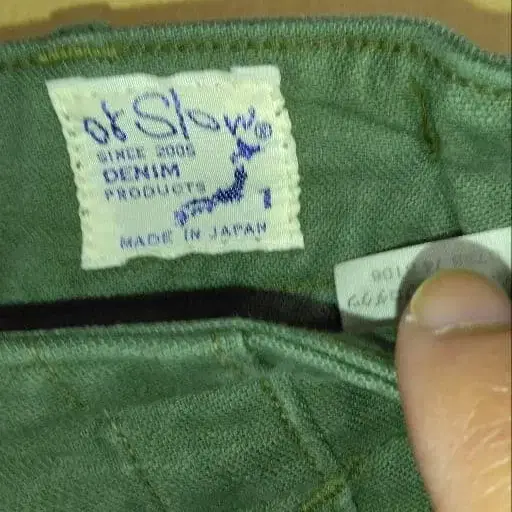 orSlow®
SINCE 2005
DENIM
PRODUCTS
1
MADE IN JAPAN